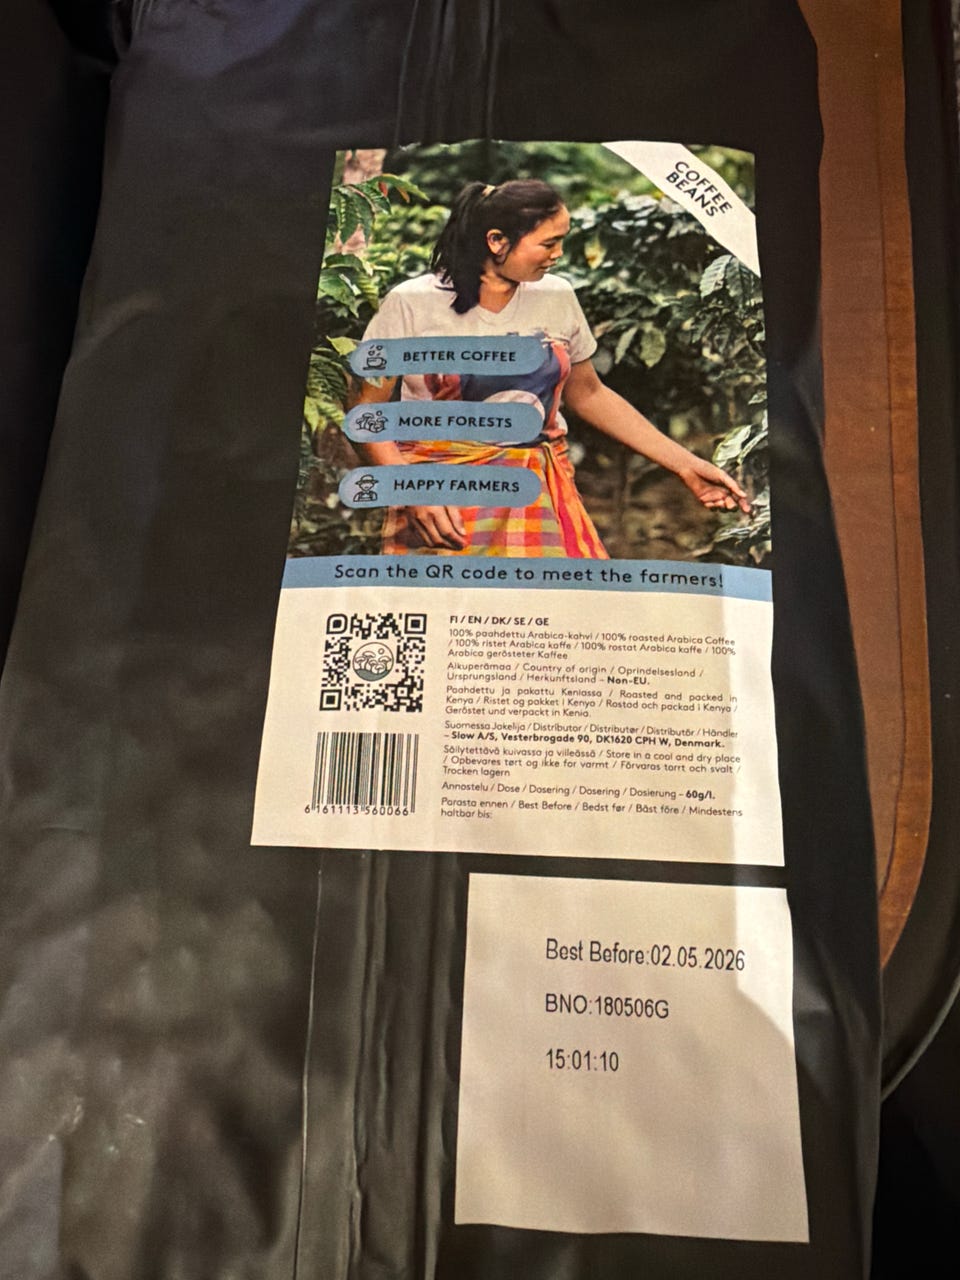 COFFEE
BEANS
BETTER COFFEE
MORE FORESTS
HAPPY FARMERS
Scan the QR code to meet the farmers!
FI / EN / DK/ SE / GE
100% paahdettu Arabica-kahvi / 100% roasted Arabica Coffee
/ 100% ristet Arabica kaffe / 100% rostat Arabica kaffe / 100%
Arabica gerösteter Kaffee
Alkuperämaa / Country of origin / Oprindelsesland /
Ursprungsland / Herkunftsland – Non-EU.
Paahdettu ja pakattu Keniassa / Roasted and packed in
Kenya / Ristet og pakket i Kenya / Rostad och packad i Kenya /
Geröstet und verpackt in Kenia.
Suomessa Jakelija / Distributor / Distributør / Distributör / Händler
– Slow A/S, Vesterbrogade 90, DK1620 CPH W, Denmark.
Säilytettävä kuivassa ja viileässä / Store in a cool and dry place
/ Opbevares tørt og ikke for varmt / Förvaras torrt och svalt /
Trocken lagern
Annostelu / Dose / Dosering / Dosering / Dosierung – 60g/l.
Parasta ennen / Best Before / Bedst før / Bäst före / Mindestens
haltbar bis:
6 161113 560066
Best Before:02.05.2026
BNO:180506G
15:01:10